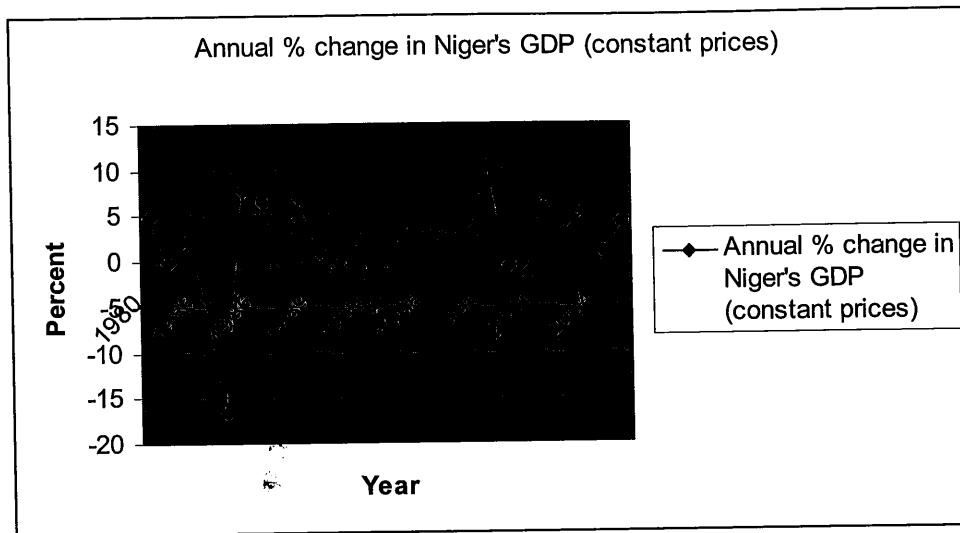 Annual % change in Niger's GDP (constant prices)
15
10
5
0
-5
-10
-15
-20
Percent
1980
Year
Annual % change in
Niger's GDP
(constant prices)